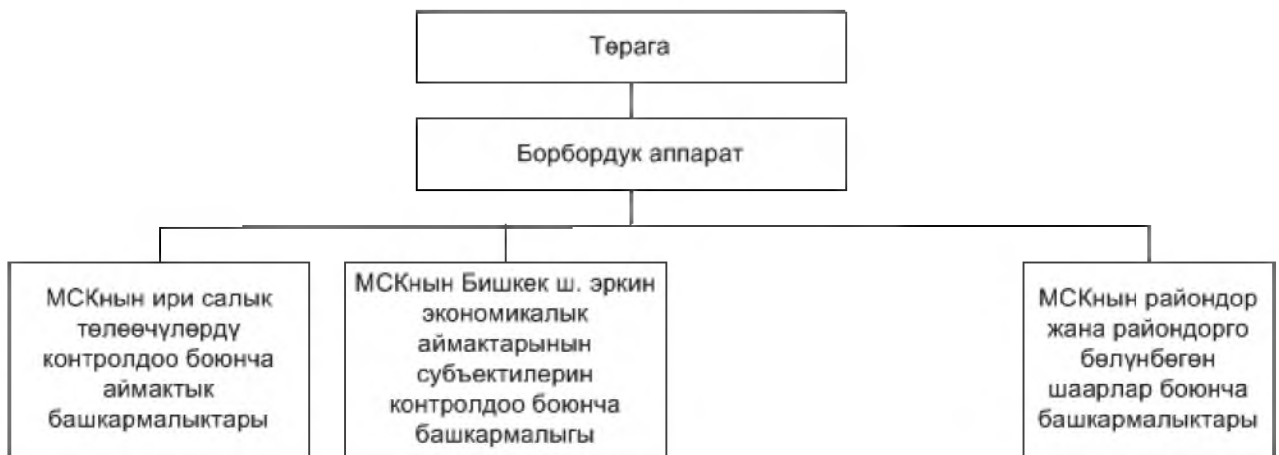 Төрага
Борбордук аппарат
МСКнын ири салык
төлөөчүлөрдү
контролдоо боюнча
аймактык
башкармалыктары
МСКнын Бишкек ш. эркин
экономикалык
аймактарынын
субъектилерин
контролдоо боюнча
башкармалыгы
МСКнын райондор
жана райондорго
бөлүнбөгөн
шаарлар боюнча
башкармалыктары